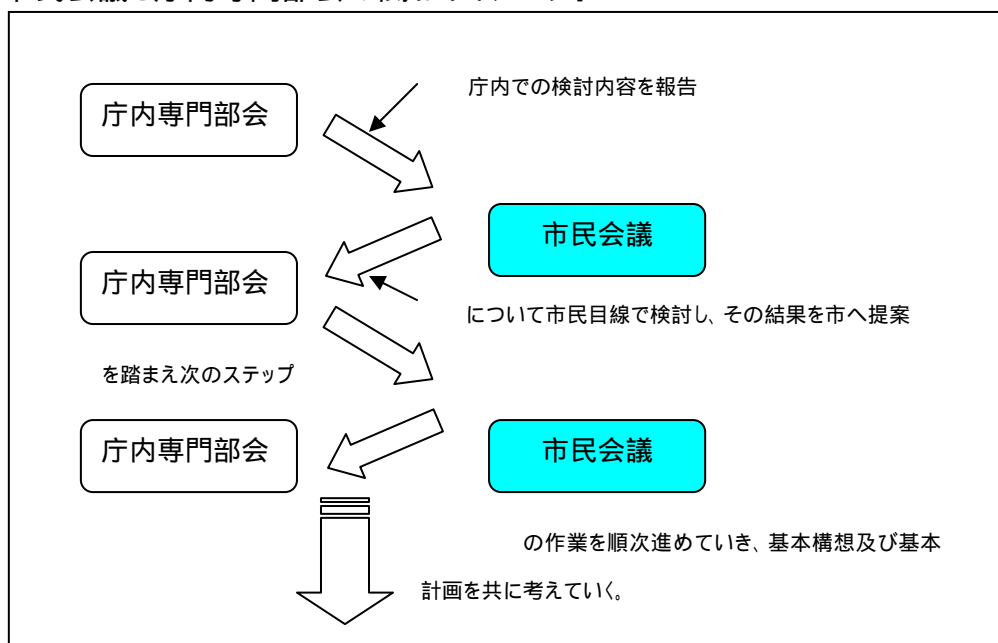 庁内での検討内容を報告
庁内専門部会
市民会議
庁内専門部会
について市民目線で検討し、その結果を市へ提案
を踏まえ次のステップ
庁内専門部会
市民会議
の作業を順次進めていき、基本構想及び基本
計画を共に考えていく。